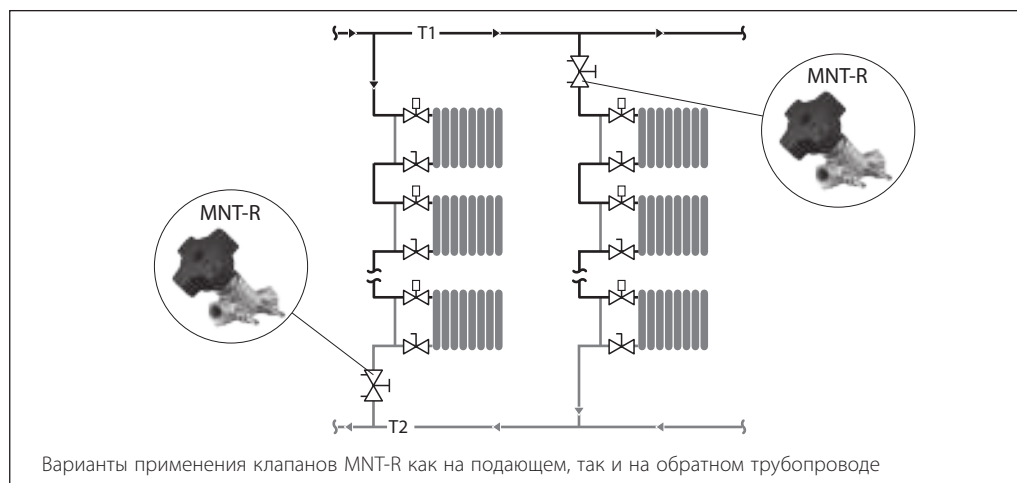 T1
MNT-R
MNT-R
T2
Варианты применения клапанов MNT-R как на подающем, так и на обратном трубопроводе